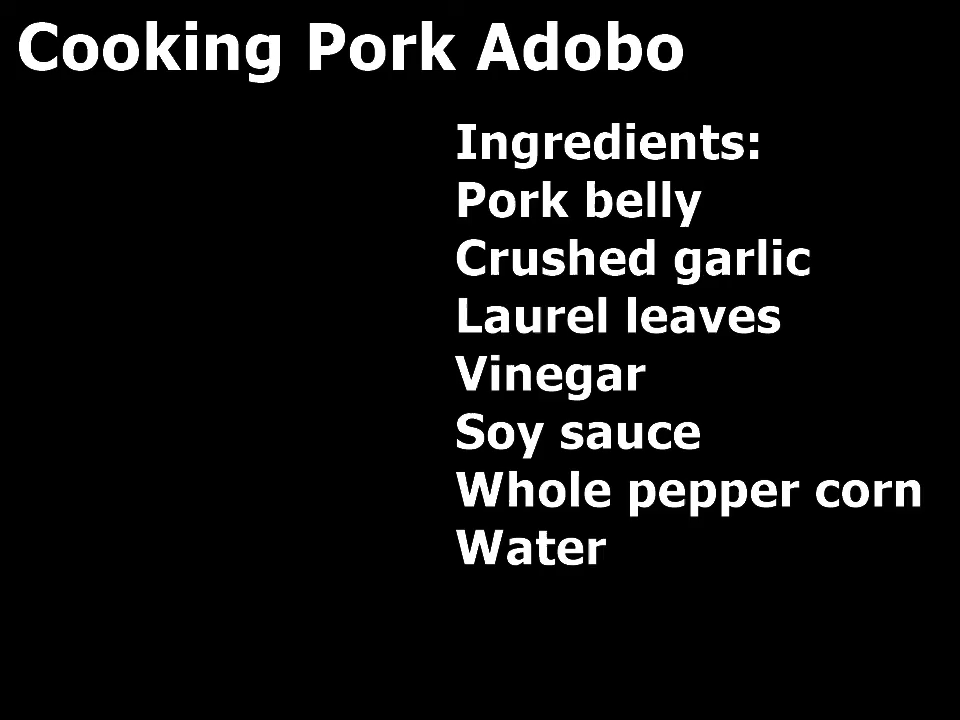 Cooking Pork Adobo
Ingredients:
Pork belly
Crushed garlic
Laurel leaves
Vinegar
Soy sauce
Whole pepper corn
Water